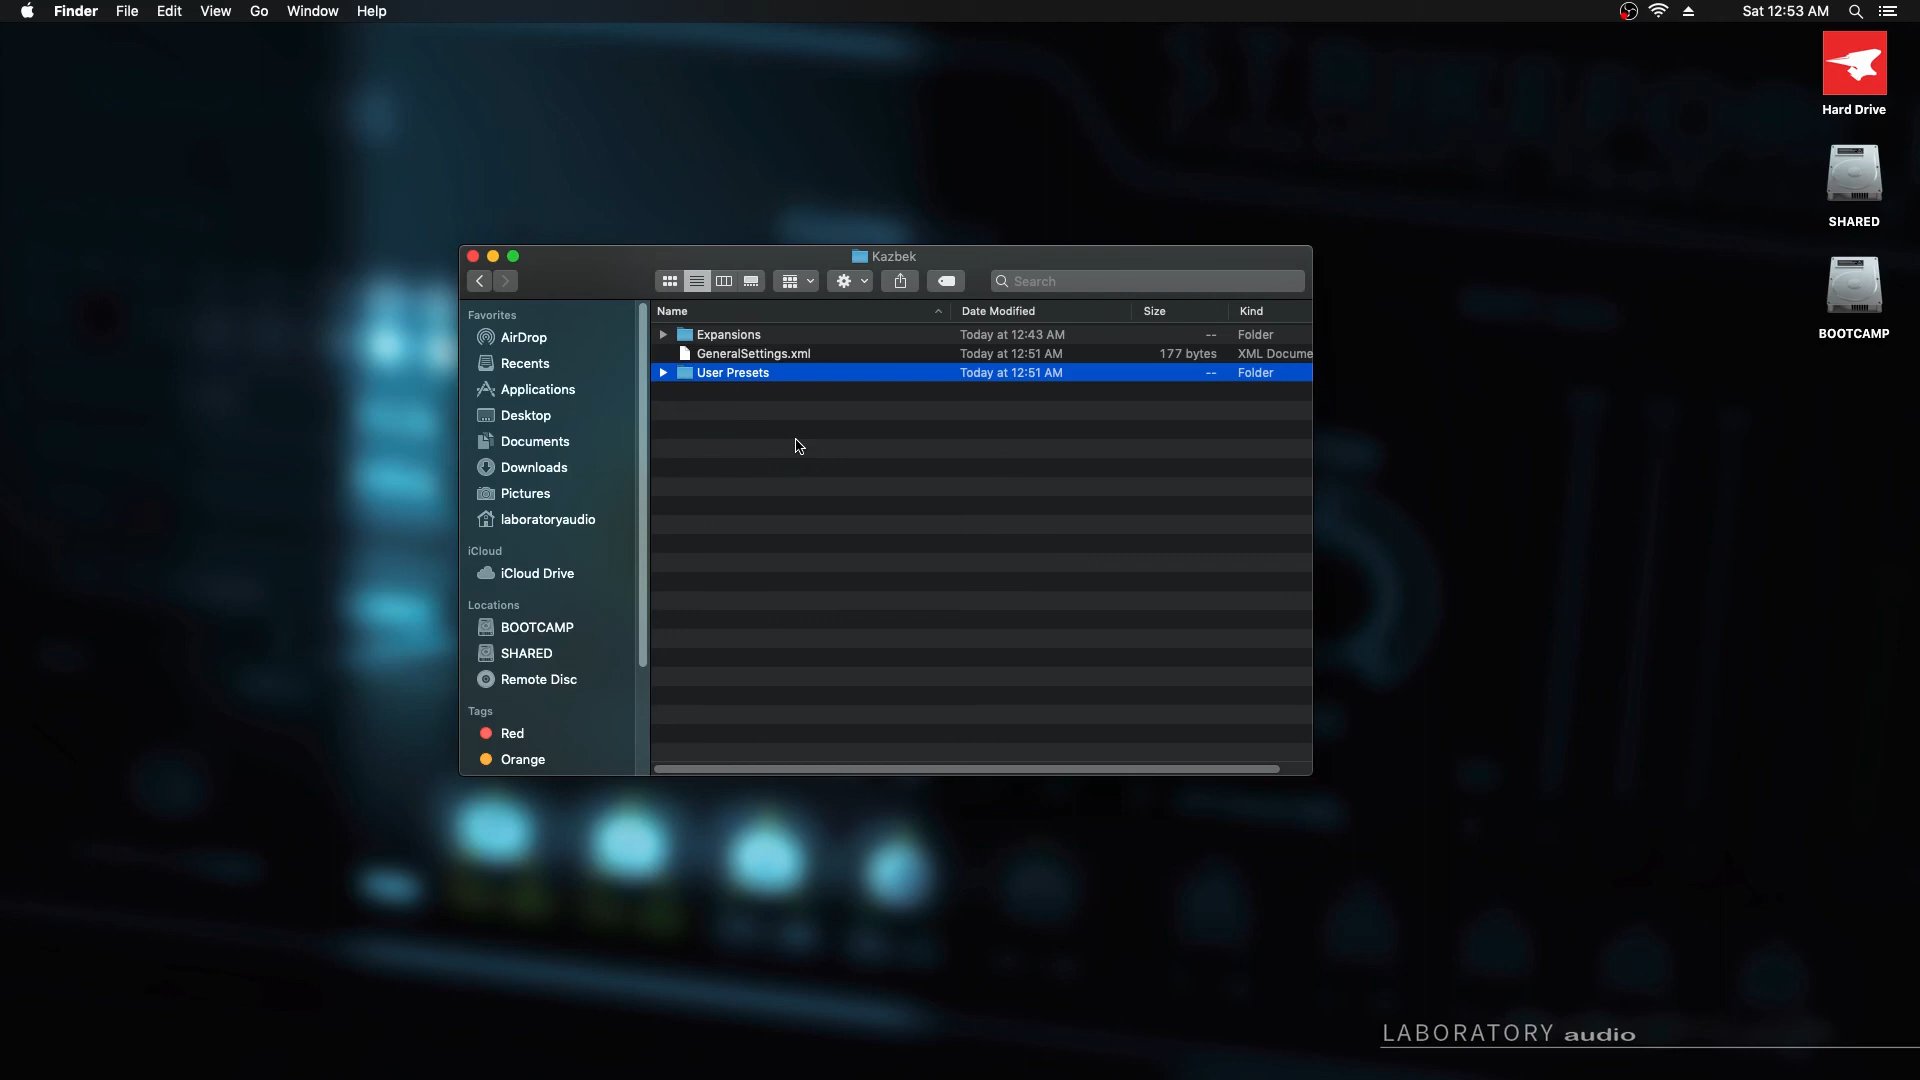 Finder File Edit View Go Window Help Sat 12:53 AM
Hard Drive
SHARED
BOOTCAMP
Kazbek
Search
Favorites
AirDrop
Recents
Applications
Desktop
Documents
Downloads
Pictures
laboratoryaudio
iCloud
iCloud Drive
Locations
BOOTCAMP
SHARED
Remote Disc
Tags
Red
Orange
Name Date Modified Size Kind
Expansions Today at 12:43 AM -- Folder
GeneralSettings.xml Today at 12:51 AM 177 bytes XML Docume
User Presets Today at 12:51 AM -- Folder
LABORATORY audio